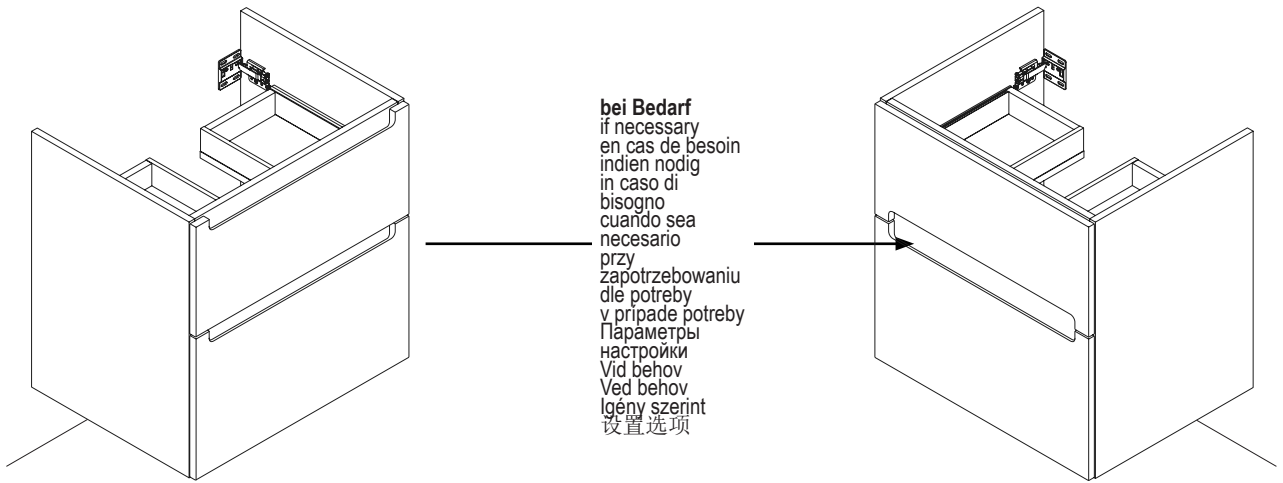 bei Bedarf
if necessary
en cas de besoin
indien nodig
in caso di
bisogno
cuando sea
necesario
przy
zapotrzebowaniu
dle potreby
v prípade potreby
Параметры
настройки
Vid behov
Ved behov
Igény szerint
设置选项